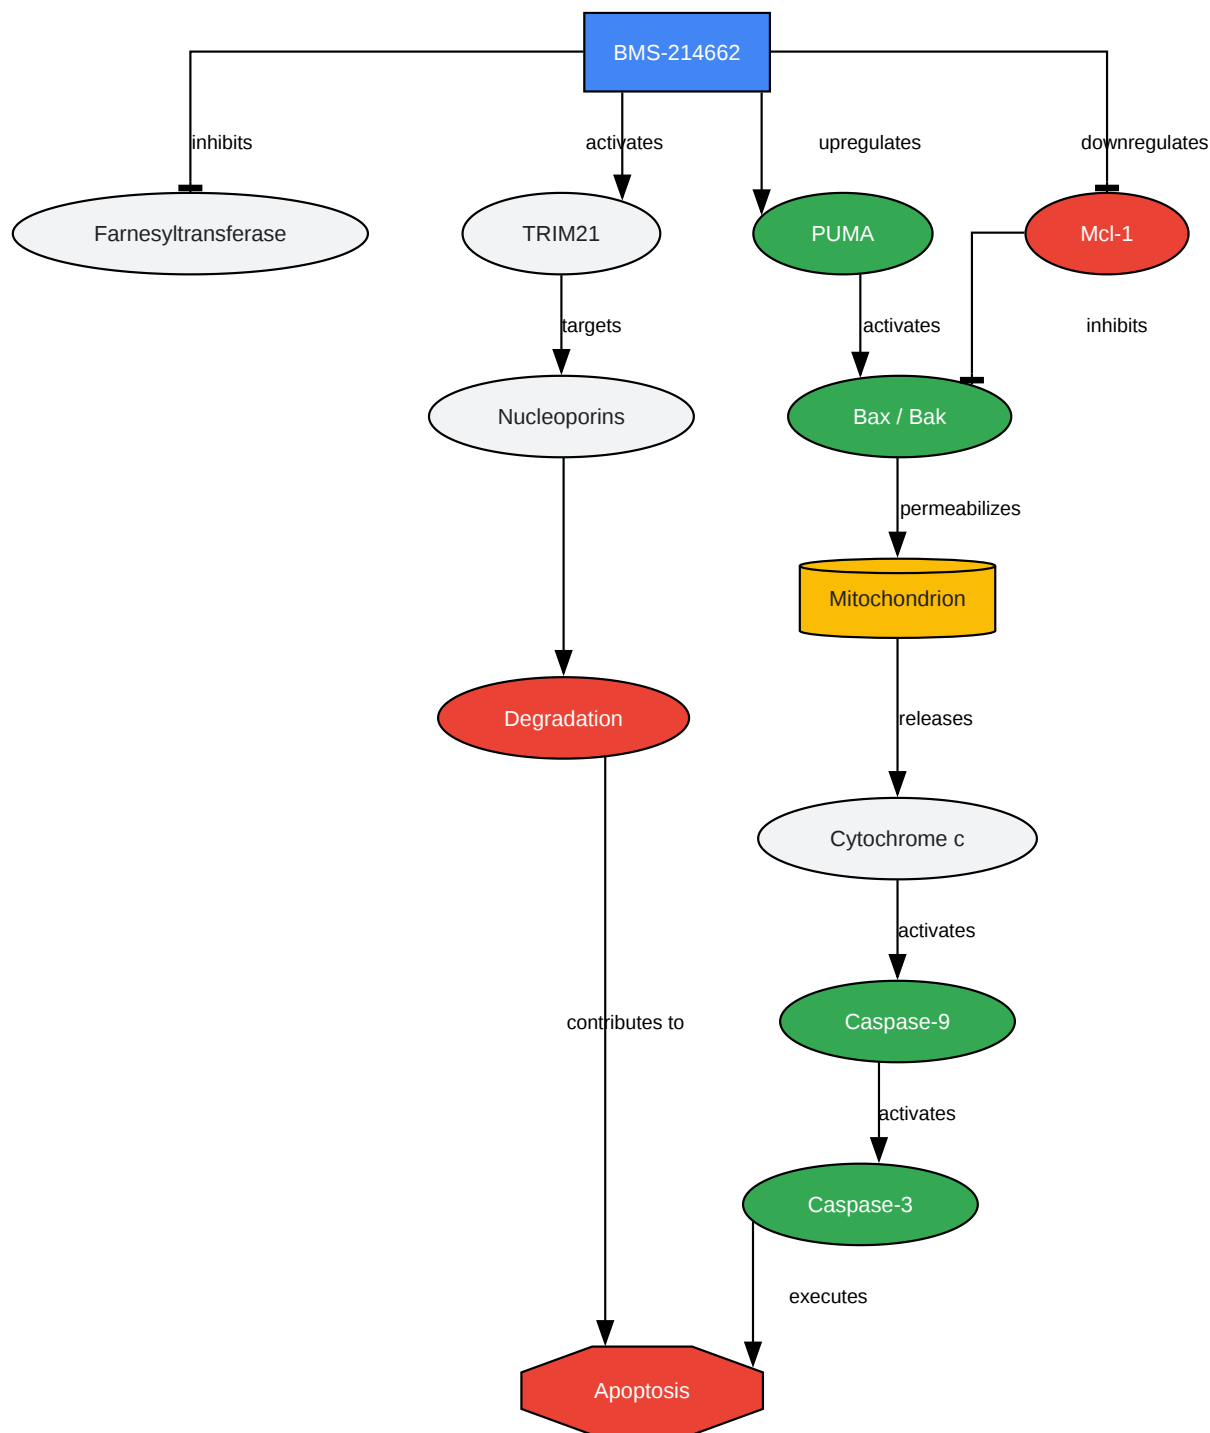 BMS-214662
inhibits
activates
upregulates
downregulates
Farnesyltransferase
TRIM21
PUMA
Mcl-1
targets
activates
inhibits
Nucleoporins
Bax / Bak
permeabilizes
Mitochondrion
Degradation
releases
Cytochrome c
activates
Caspase-9
contributes to
activates
Caspase-3
executes
Apoptosis